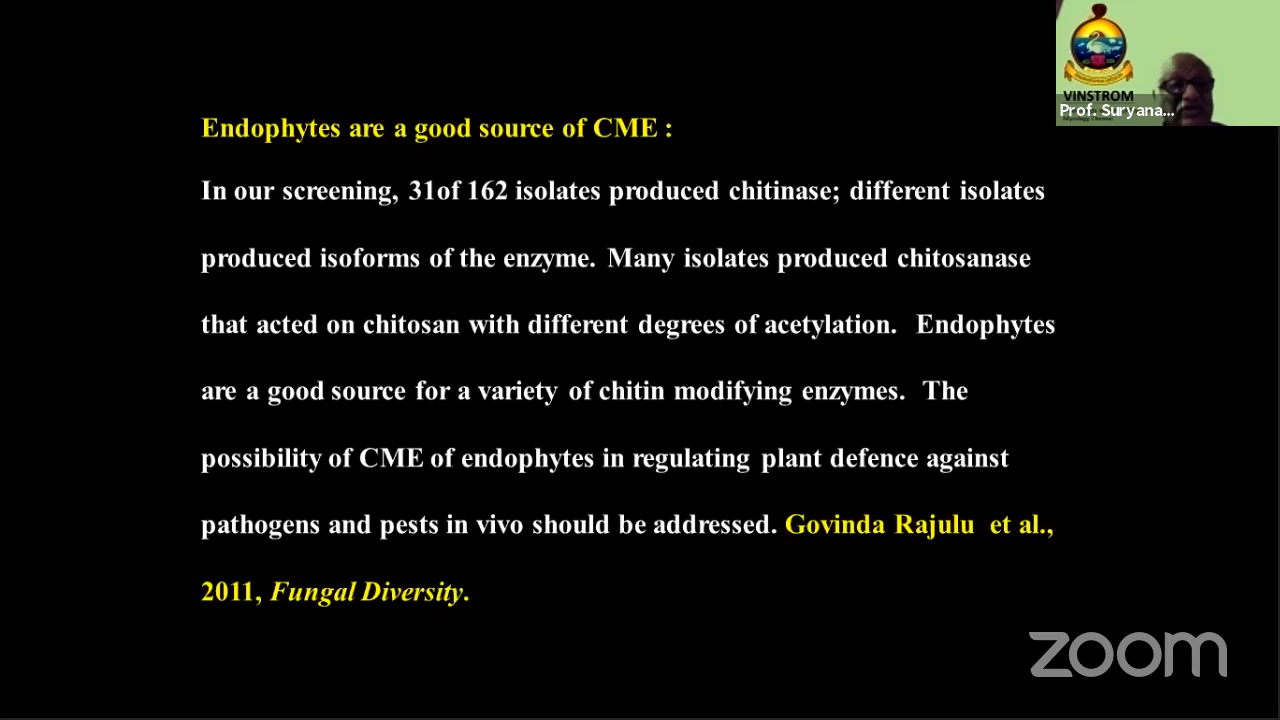 VINSTROM
Prof. Suryana...
Endophytes are a good source of CME :
In our screening, 31of 162 isolates produced chitinase; different isolates
produced isoforms of the enzyme. Many isolates produced chitosanase
that acted on chitosan with different degrees of acetylation. Endophytes
are a good source for a variety of chitin modifying enzymes. The
possibility of CME of endophytes in regulating plant defence against
pathogens and pests in vivo should be addressed. Govinda Rajulu et al.,
2011, Fungal Diversity.
zoom